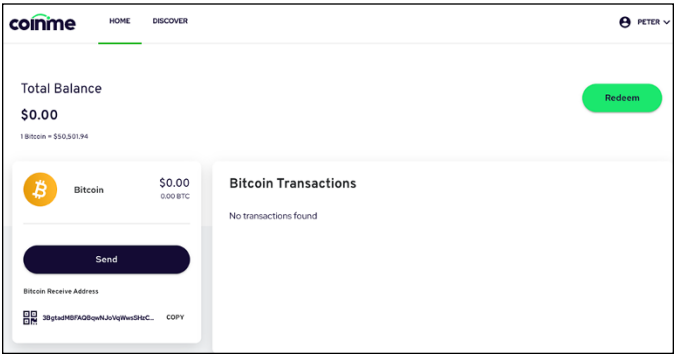 coinme
HOME
DISCOVER
PETER
Total Balance
$0.00
1 Bitcoin = $50,501.94
Redeem
Bitcoin
$0.00
0.00 BTC
Send
Bitcoin Receive Address
COPY
Bitcoin Transactions
No transactions found